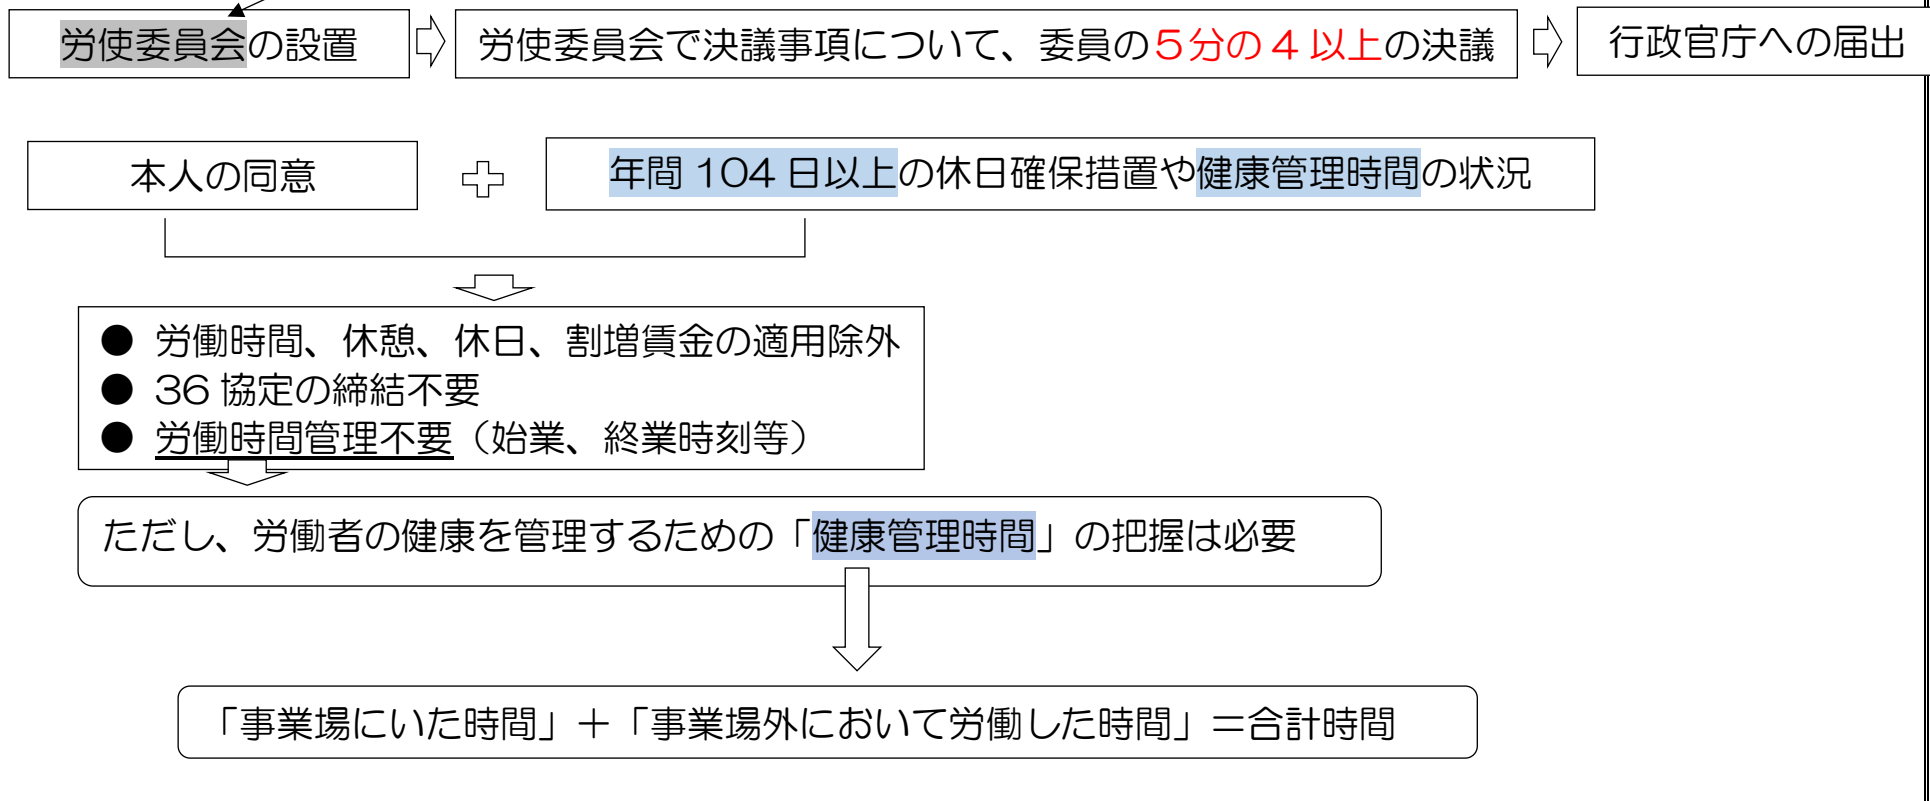 労使委員会の設置
労使委員会で決議事項について、委員の5分の4以上の決議
行政官庁への届出
本人の同意
年間104日以上の休日確保措置や健康管理時間の状況
● 労働時間、休憩、休日、割増賃金の適用除外
● 36協定の締結不要
● 労働時間管理不要（始業、終業時刻等）
ただし、労働者の健康を管理するための「健康管理時間」の把握は必要
「事業場にいた時間」＋「事業場外において労働した時間」＝合計時間